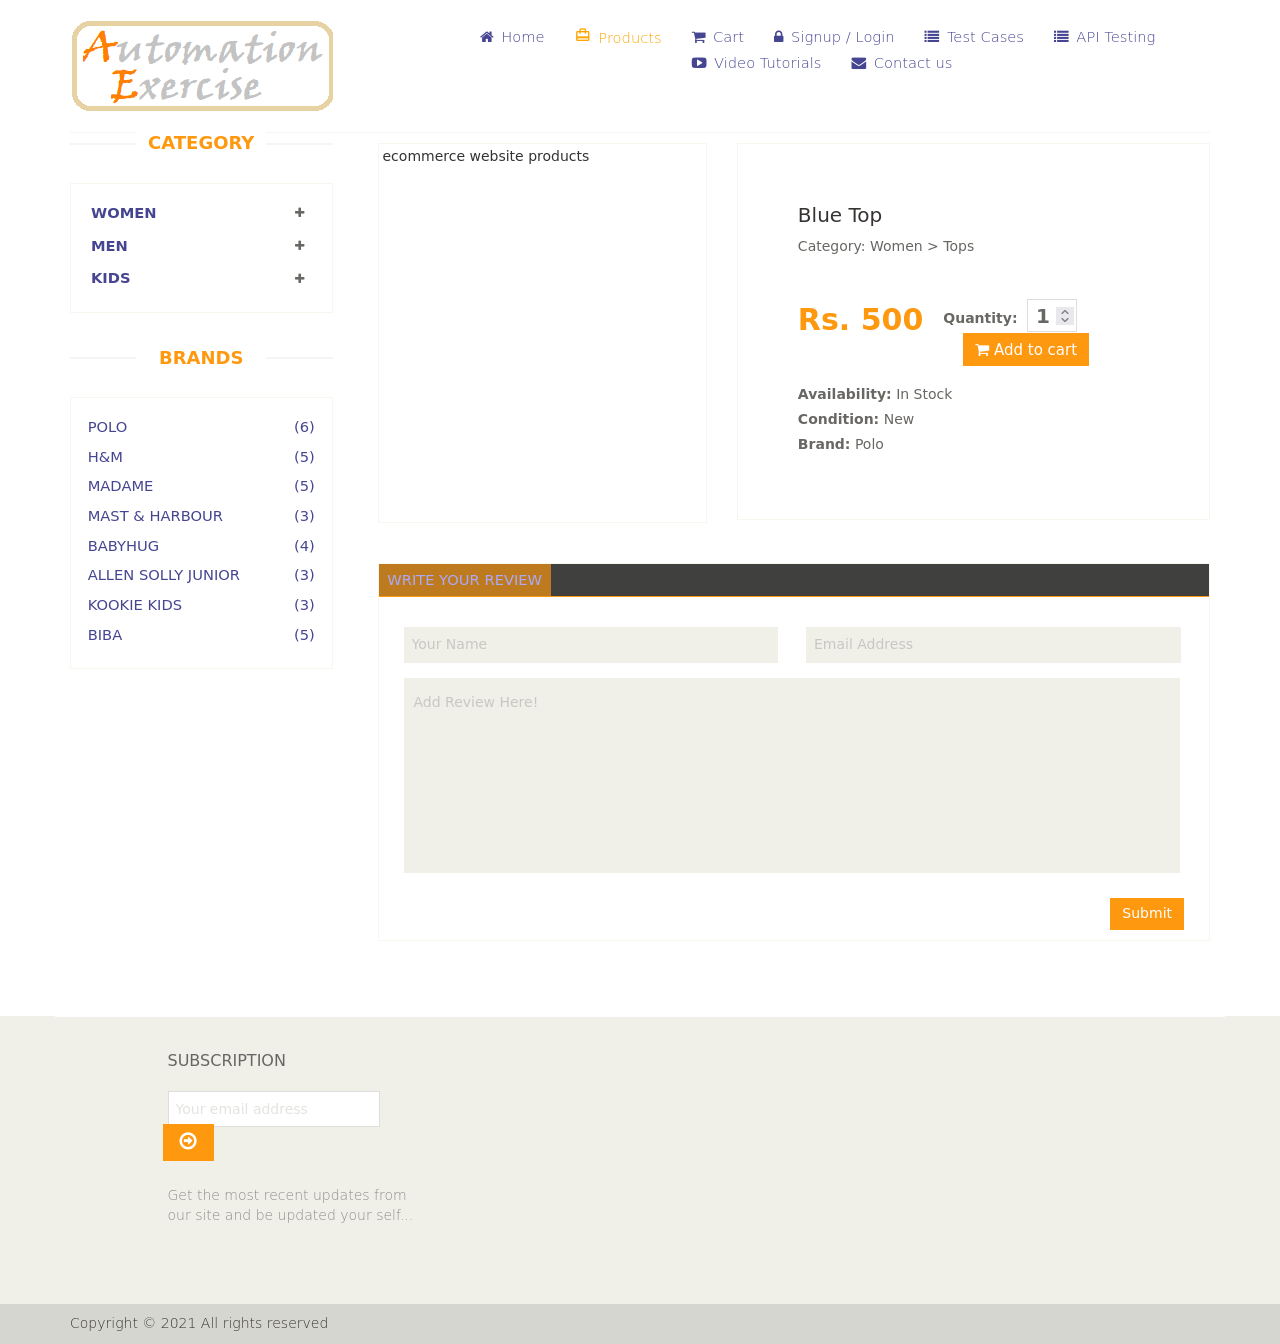 Automation
Exercise
Home
Products
Cart
Signup / Login
Test Cases
API Testing
Video Tutorials
Contact us
CATEGORY
WOMEN
MEN
KIDS
BRANDS
POLO (6)
H&M (5)
MADAME (5)
MAST & HARBOUR (3)
BABYHUG (4)
ALLEN SOLLY JUNIOR (3)
KOOKIE KIDS (3)
BIBA (5)
ecommerce website products
Blue Top
Category: Women > Tops
Rs. 500 Quantity: 1
Add to cart
Availability: In Stock
Condition: New
Brand: Polo
WRITE YOUR REVIEW
Your Name
Email Address
Add Review Here!
Submit
SUBSCRIPTION
Your email address
Get the most recent updates from
our site and be updated your self...
Copyright © 2021 All rights reserved